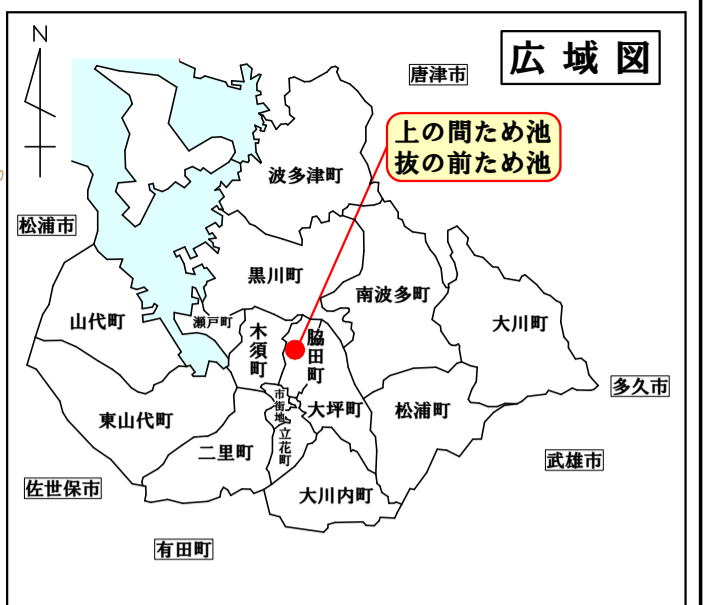 N
広域図
唐津市
上の間ため池
抜の前ため池
波多津町
松浦市
黒川町
南波多町
山代町
瀬戸町
木須町
脇田町
大川町
多久市
市街地
大坪町
松浦町
東山代町
立花町
二里町
武雄市
佐世保市
大川内町
有田町